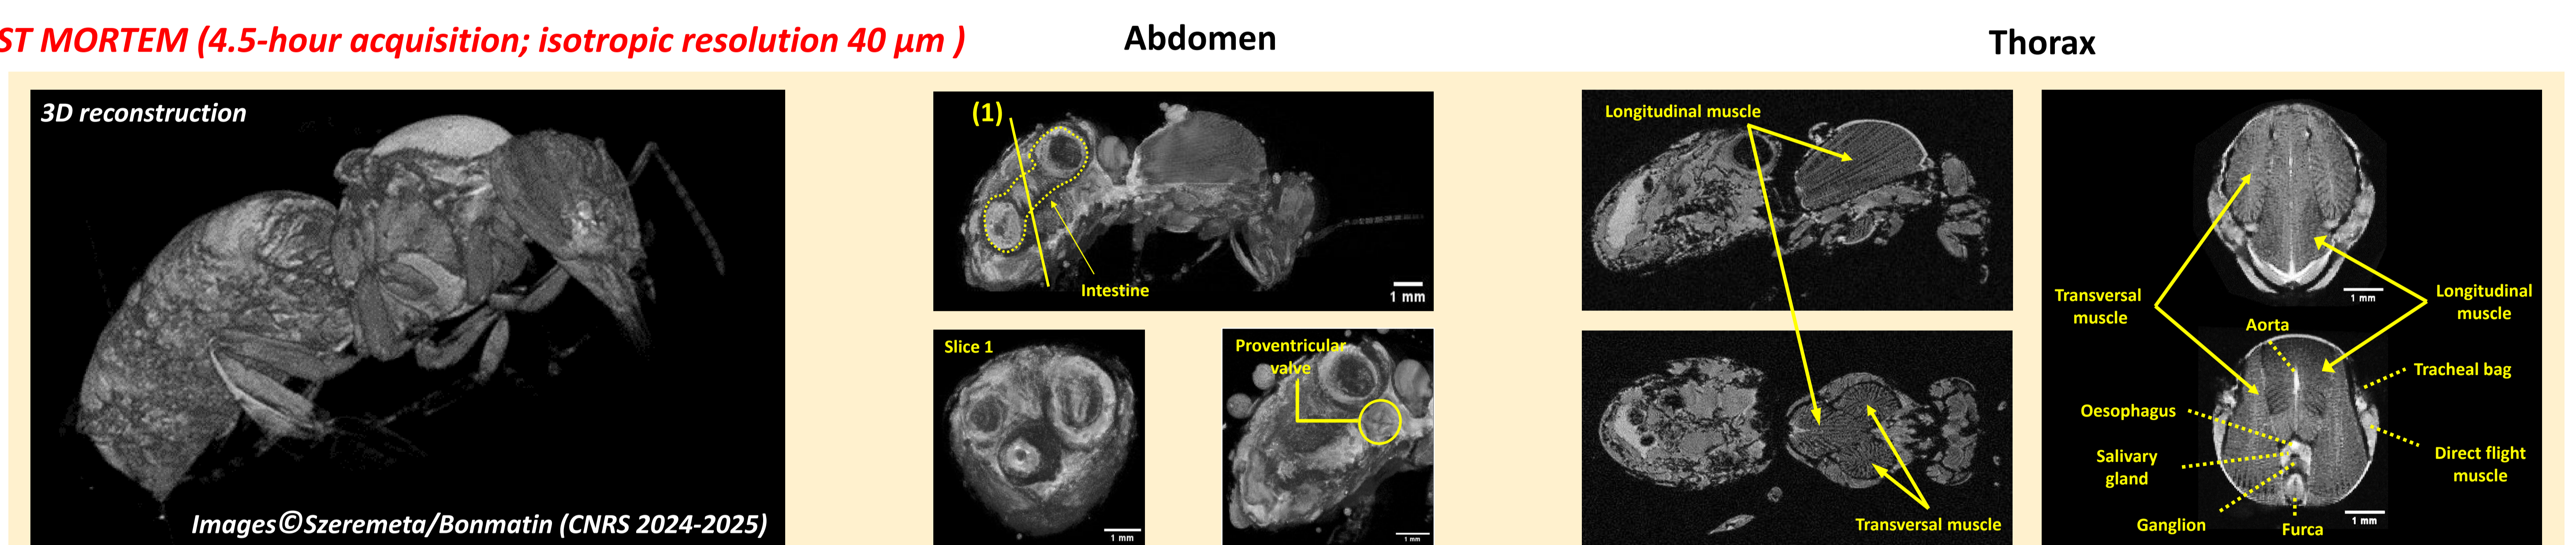 ST MORTEM (4.5-hour acquisition; isotropic resolution 40 µm )
Abdomen
Thorax
3D reconstruction
Images©Szeremeta/Bonmatin (CNRS 2024-2025)
(1)
Intestine
1 mm
Slice 1
1 mm
Proventricular
valve
1 mm
Longitudinal muscle
Transversal muscle
1 mm
Transversal
muscle
Longitudinal
muscle
Aorta
Tracheal bag
Oesophagus
Salivary
gland
Direct flight
muscle
Ganglion
Furca
1 mm